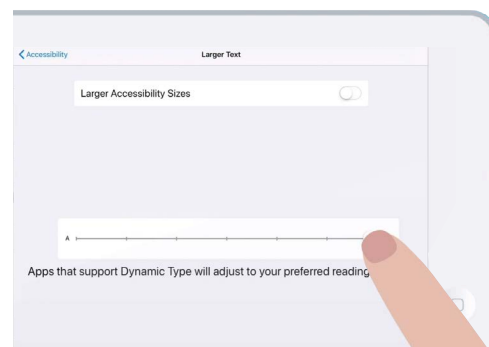 Accessibility
Larger Text
Larger Accessibility Sizes
A
Apps that support Dynamic Type will adjust to your preferred reading